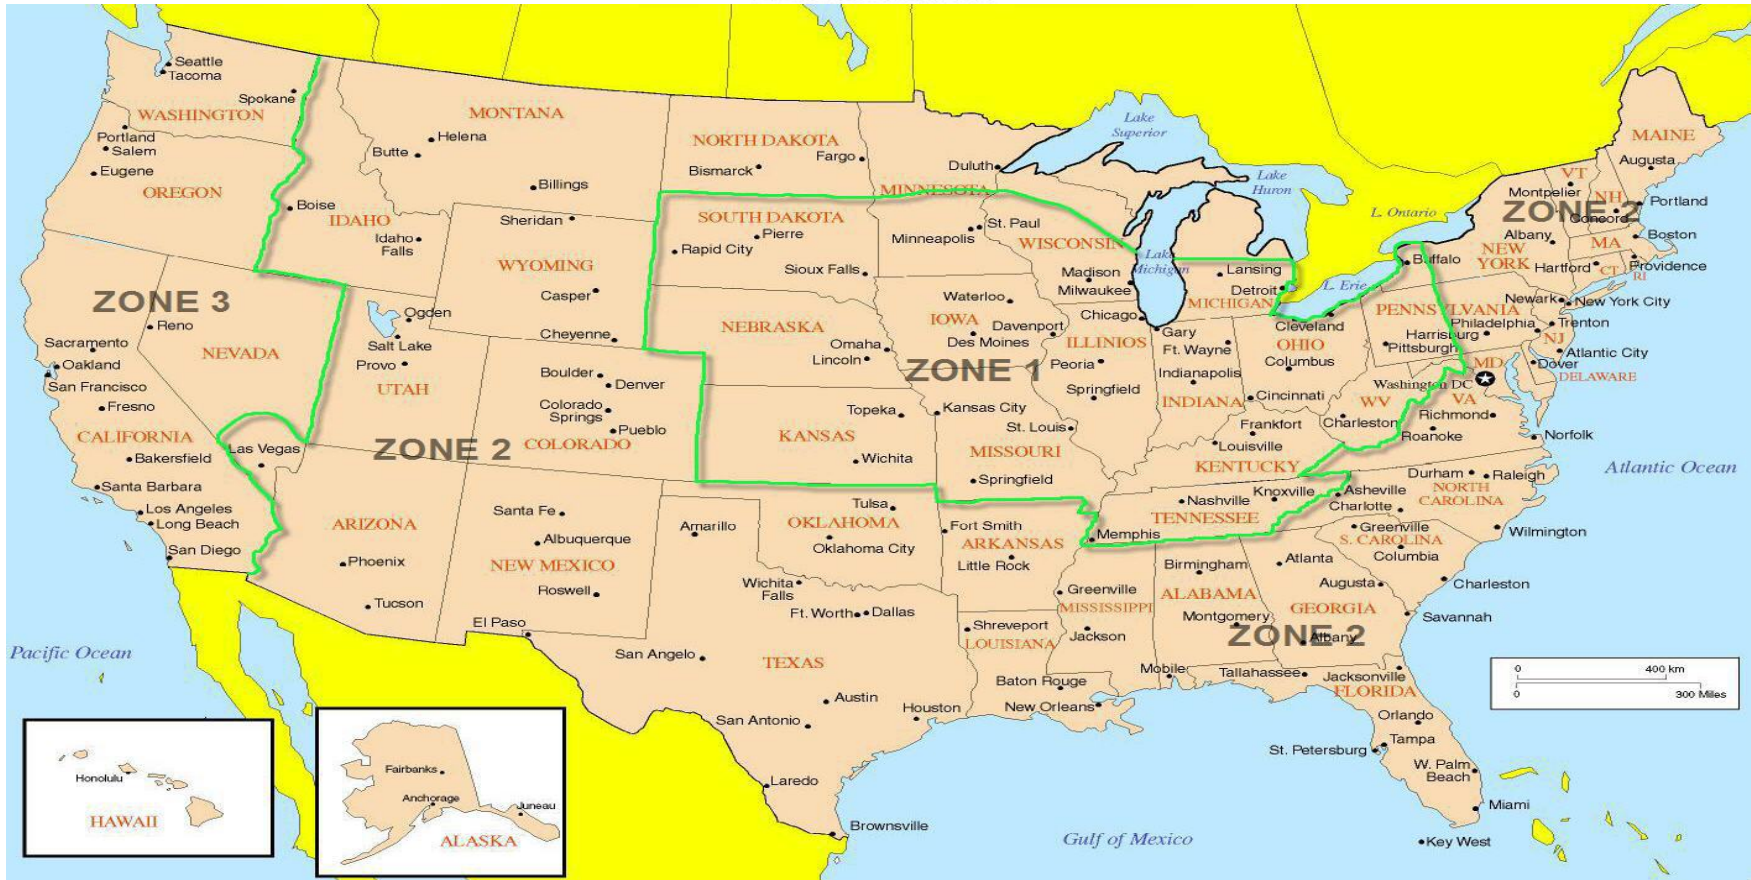 Seattle
Tacoma
Spokane
WASHINGTON
Portland
Salem
Eugene
OREGON
Boise
IDAHO
Idaho
Falls
MONTANA
Helena
Butte
Billings
NORTH DAKOTA
Fargo
Bismarck
Duluth
MINNESOTA
Lake
Superior
Lake
Huron
L. Ontario
MAINE
Augusta
VT
Montpelier
NH
Portland
ZONE 2
Concord
Albany
Boston
NEW
YORK
MA
Hartford
CT
RI
Providence
Buffalo
Sheridan
WYOMING
Casper
Cheyenne
SOUTH DAKOTA
Pierre
Rapid City
Sioux Falls
St. Paul
Minneapolis
WISCONSIN
Lake
Michigan
Madison
Milwaukee
Lansing
Detroit
MICHIGAN
L. Erie
ZONE 3
Reno
Sacramento
Oakland
San Francisco
Fresno
NEVADA
CALIFORNIA
Bakersfield
Las Vegas
Santa Barbara
Los Angeles
Long Beach
San Diego
Ogden
Salt Lake
Provo
UTAH
ZONE 2
Boulder
Denver
Colorado
Springs
Pueblo
COLORADO
NEBRASKA
Omaha
Lincoln
Waterloo
IOWA
Davenport
Des Moines
ZONE 1
Chicago
Gary
ILLINIOS
Peoria
Springfield
Ft. Wayne
Indianapolis
INDIANA
Cleveland
OHIO
Columbus
Cincinnati
PENNSYLVANIA
Harrisburg
Pittsburgh
Philadelphia
Newark
New York City
Trenton
NJ
Atlantic City
MD
Dover
DELAWARE
Washington DC
WV
VA
Charleston
Richmond
Roanoke
Norfolk
Topeka
KANSAS
Wichita
Kansas City
St. Louis
MISSOURI
Springfield
Frankfort
Louisville
KENTUCKY
Atlantic Ocean
ARIZONA
Phoenix
Tucson
Santa Fe
Albuquerque
NEW MEXICO
Roswell
El Paso
Amarillo
Tulsa
OKLAHOMA
Oklahoma City
Fort Smith
ARKANSAS
Little Rock
Memphis
Nashville
Knoxville
TENNESSEE
Asheville
Charlotte
Durham
Raleigh
NORTH
CAROLINA
Greenville
S. CAROLINA
Columbia
Wilmington
Charleston
Wichita
Falls
Ft. Worth
Dallas
San Angelo
TEXAS
Austin
San Antonio
Houston
Laredo
Brownsville
Shreveport
LOUISIANA
Baton Rouge
New Orleans
Greenville
MISSISSIPPI
Jackson
Birmingham
ALABAMA
Montgomery
Mobile
Atlanta
Augusta
GEORGIA
Savannah
ZONE 2
Albany
Tallahassee
Jacksonville
FLORIDA
Orlando
Tampa
St. Petersburg
W. Palm
Beach
Miami
Key West
Pacific Ocean
Gulf of Mexico
0 400 km
0 300 Miles
Honolulu
HAWAII
Fairbanks
Anchorage
Juneau
ALASKA